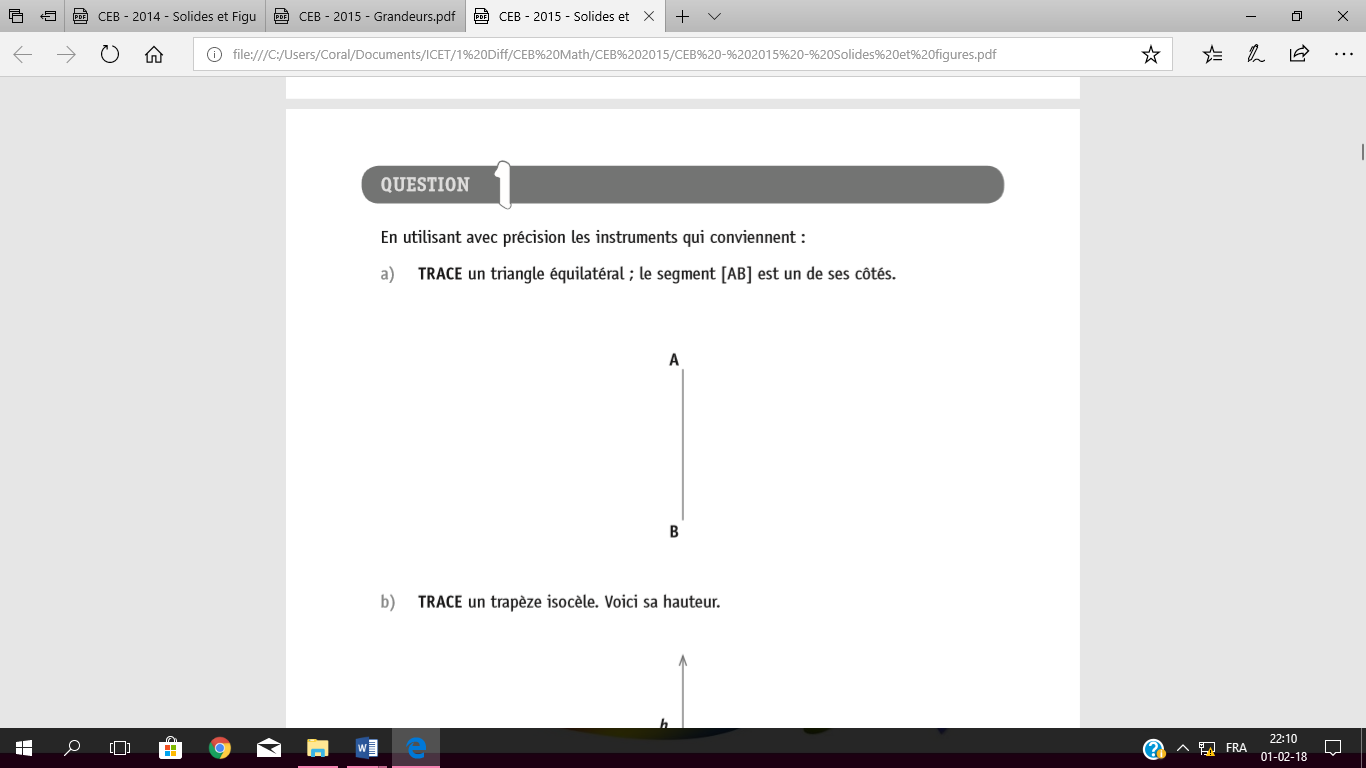 CEB - 2014 - Solides et Figu
CEB - 2015 - Grandeurs.pdf
CEB - 2015 - Solides et
file:///C:/Users/Coral/Documents/ICET/1%20Diff/CEB%20Math/CEB%202015/CEB%20-%202015%20-%20Solides%20et%20figures.pdf
QUESTION 1
En utilisant avec précision les instruments qui conviennent :
a) TRACE un triangle équilatéral ; le segment [AB] est un de ses côtés.
A
B
b) TRACE un trapèze isocèle. Voici sa hauteur.
h
FRA
22:10
01-02-18